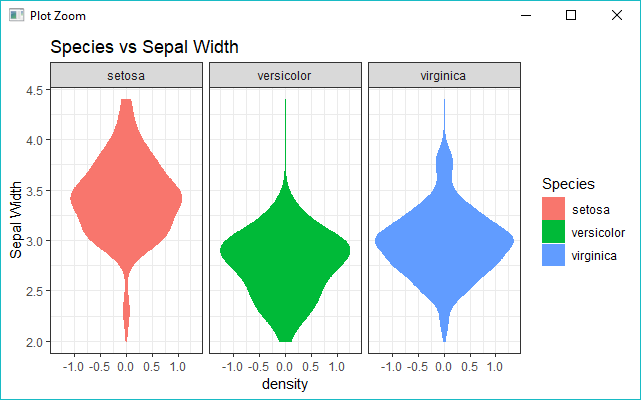 Plot Zoom
Species vs Sepal Width
setosa versicolor virginica
4.5
4.0
3.5
3.0
2.5
2.0
Sepal Width
-1.0 -0.5 0.0 0.5 1.0 -1.0 -0.5 0.0 0.5 1.0 -1.0 -0.5 0.0 0.5 1.0
density
Species
setosa
versicolor
virginica